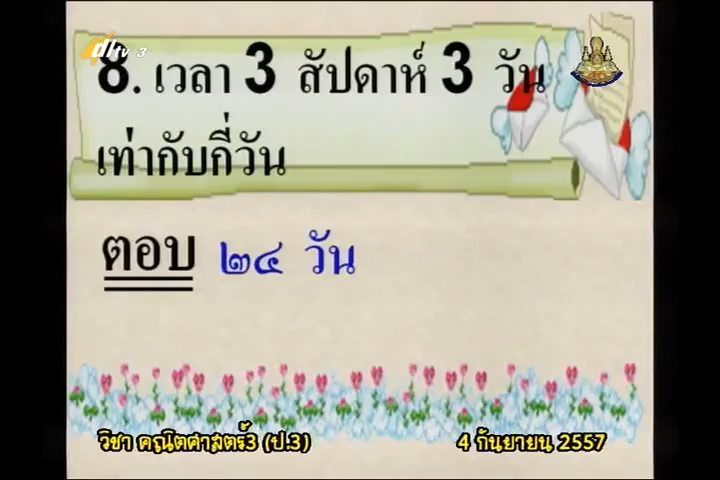 dltv 3
8. เวลา 3 สัปดาห์ 3 วัน
เท่ากับกี่วัน
ตอบ ๒๔ วัน
วิชา คณิตศาสตร์3 (ป.3) 4 กันยายน 2557